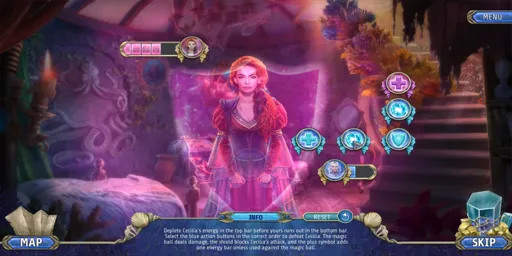 MENU
INFO
RESET
Deplete Cecilia's energy in the top bar before yours runs out in the bottom bar.
Select the blue action buttons in the correct order to defeat Cecilia. The magic
ball deals damage, the shield blocks Cecilia's attack, and the plus symbol adds
one energy bar unless used against the magic ball.
MAP
SKIP